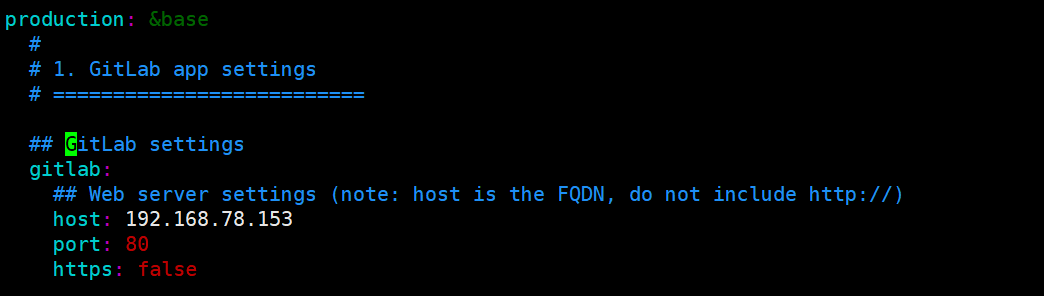 production: &base
  #
  # 1. GitLab app settings
  # ==========================
  ## GitLab settings
  gitlab:
    ## Web server settings (note: host is the FQDN, do not include http://)
    host: 192.168.78.153
    port: 80
    https: false